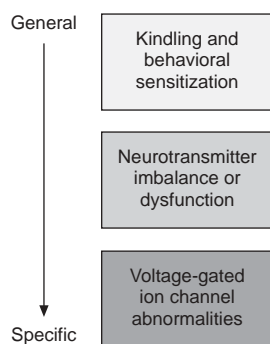 General
Kindling and
behavioral
sensitization
Neurotransmitter
imbalance or
dysfunction
Voltage-gated
ion channel
abnormalities
Specific